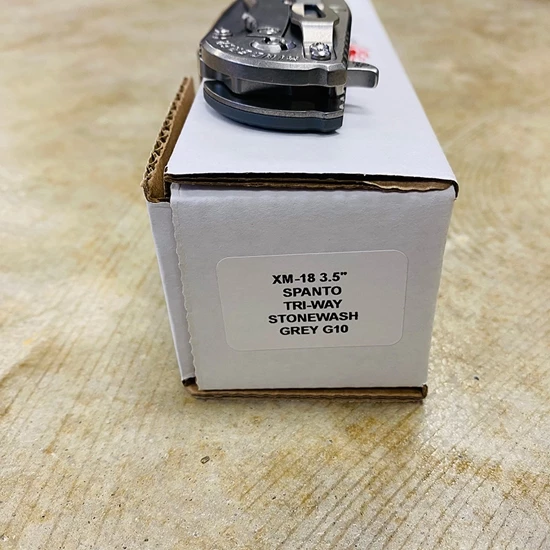 XM-18 3.5"
SPANTO
TRI-WAY
STONEWASH
GREY G10